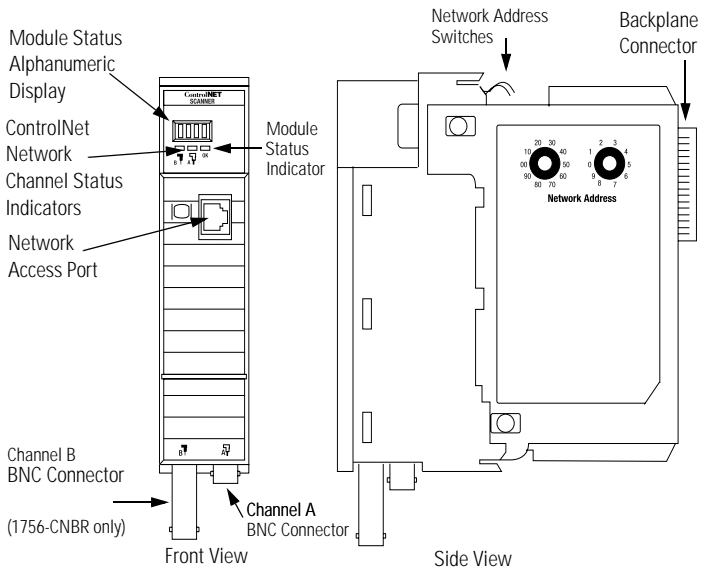 Module Status
Alphanumeric
Display
ControlNet
Network
Channel Status
Indicators
Network
Access Port
Channel B
BNC Connector
(1756-CNBR only)
ControlNET
SCANNER
B A OK
Module
Status
Indicator
B A
Channel A
BNC Connector
Front View
Network Address
Switches
Backplane
Connector
20 30
10 40
00 50
90 60
80 70
2 3
1 4
0 5
9 6
8 7
Network Address
Side View